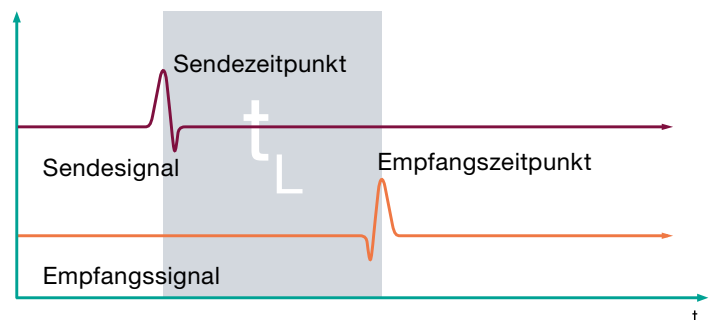 Sendezeitpunkt
t
L
Sendesignal
Empfangszeitpunkt
Empfangssignal
t